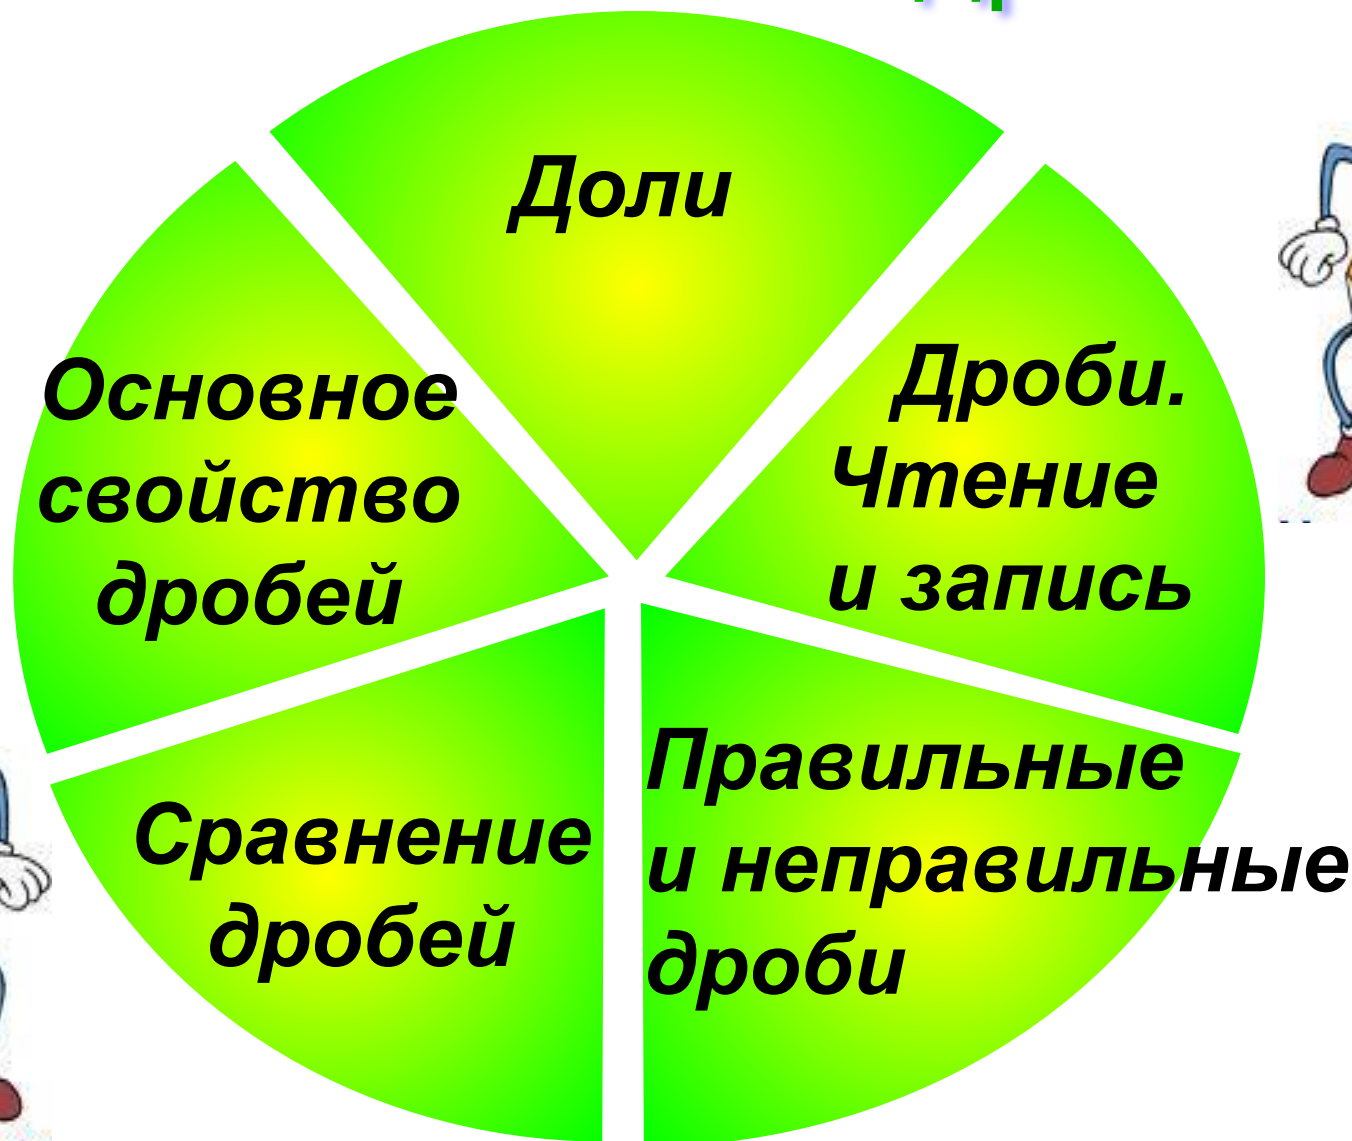 Доли
Дроби.
Чтение
и запись
Правильные
и неправильные
дроби
Сравнение
дробей
Основное
свойство
дробей